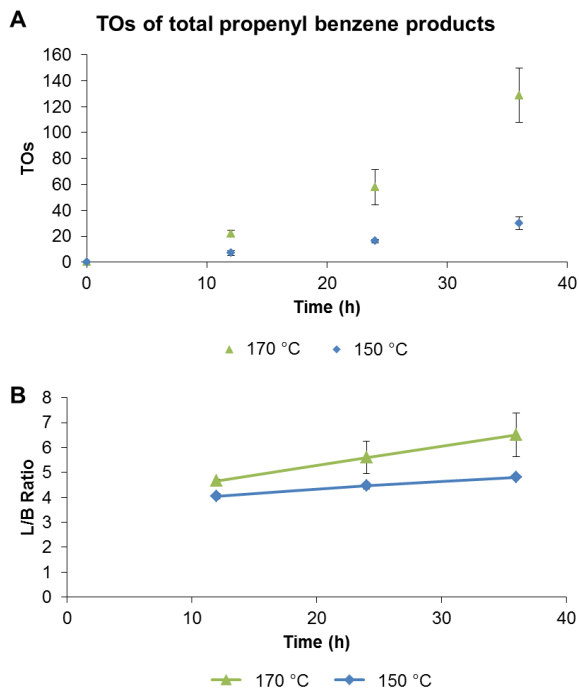 A
TOs of total propenyl benzene products
160
140
120
100
80
60
40
20
0
TOs
0 10 20 30 40
Time (h)
170 °C 150 °C
B
8
7
6
5
4
3
2
1
0
L/B Ratio
0 10 20 30 40
Time (h)
170 °C 150 °C